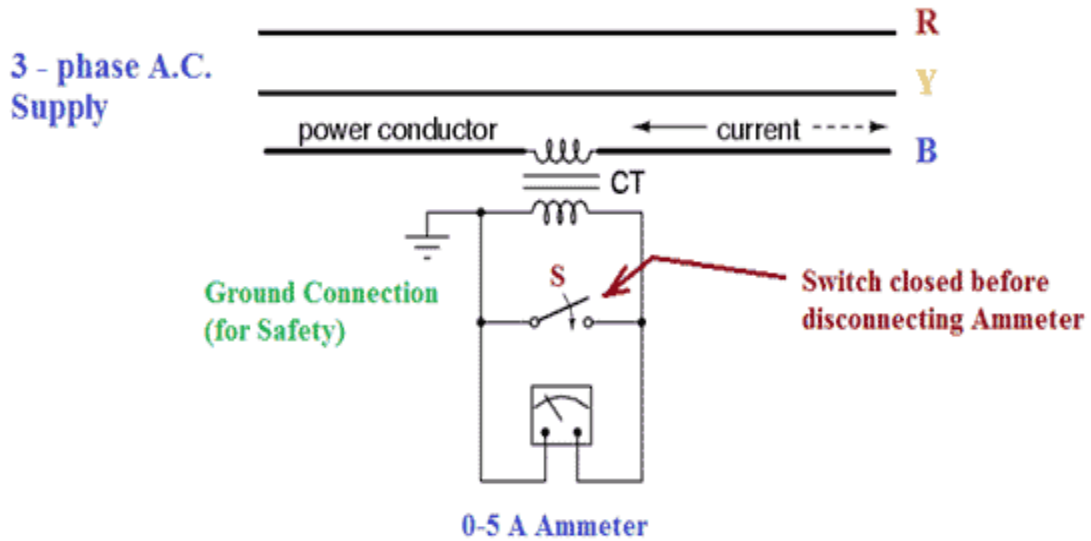 R
3 - phase A.C.
Supply
Y
power conductor
current
B
CT
S
Ground Connection
(for Safety)
Switch closed before
disconnecting Ammeter
0-5 A Ammeter